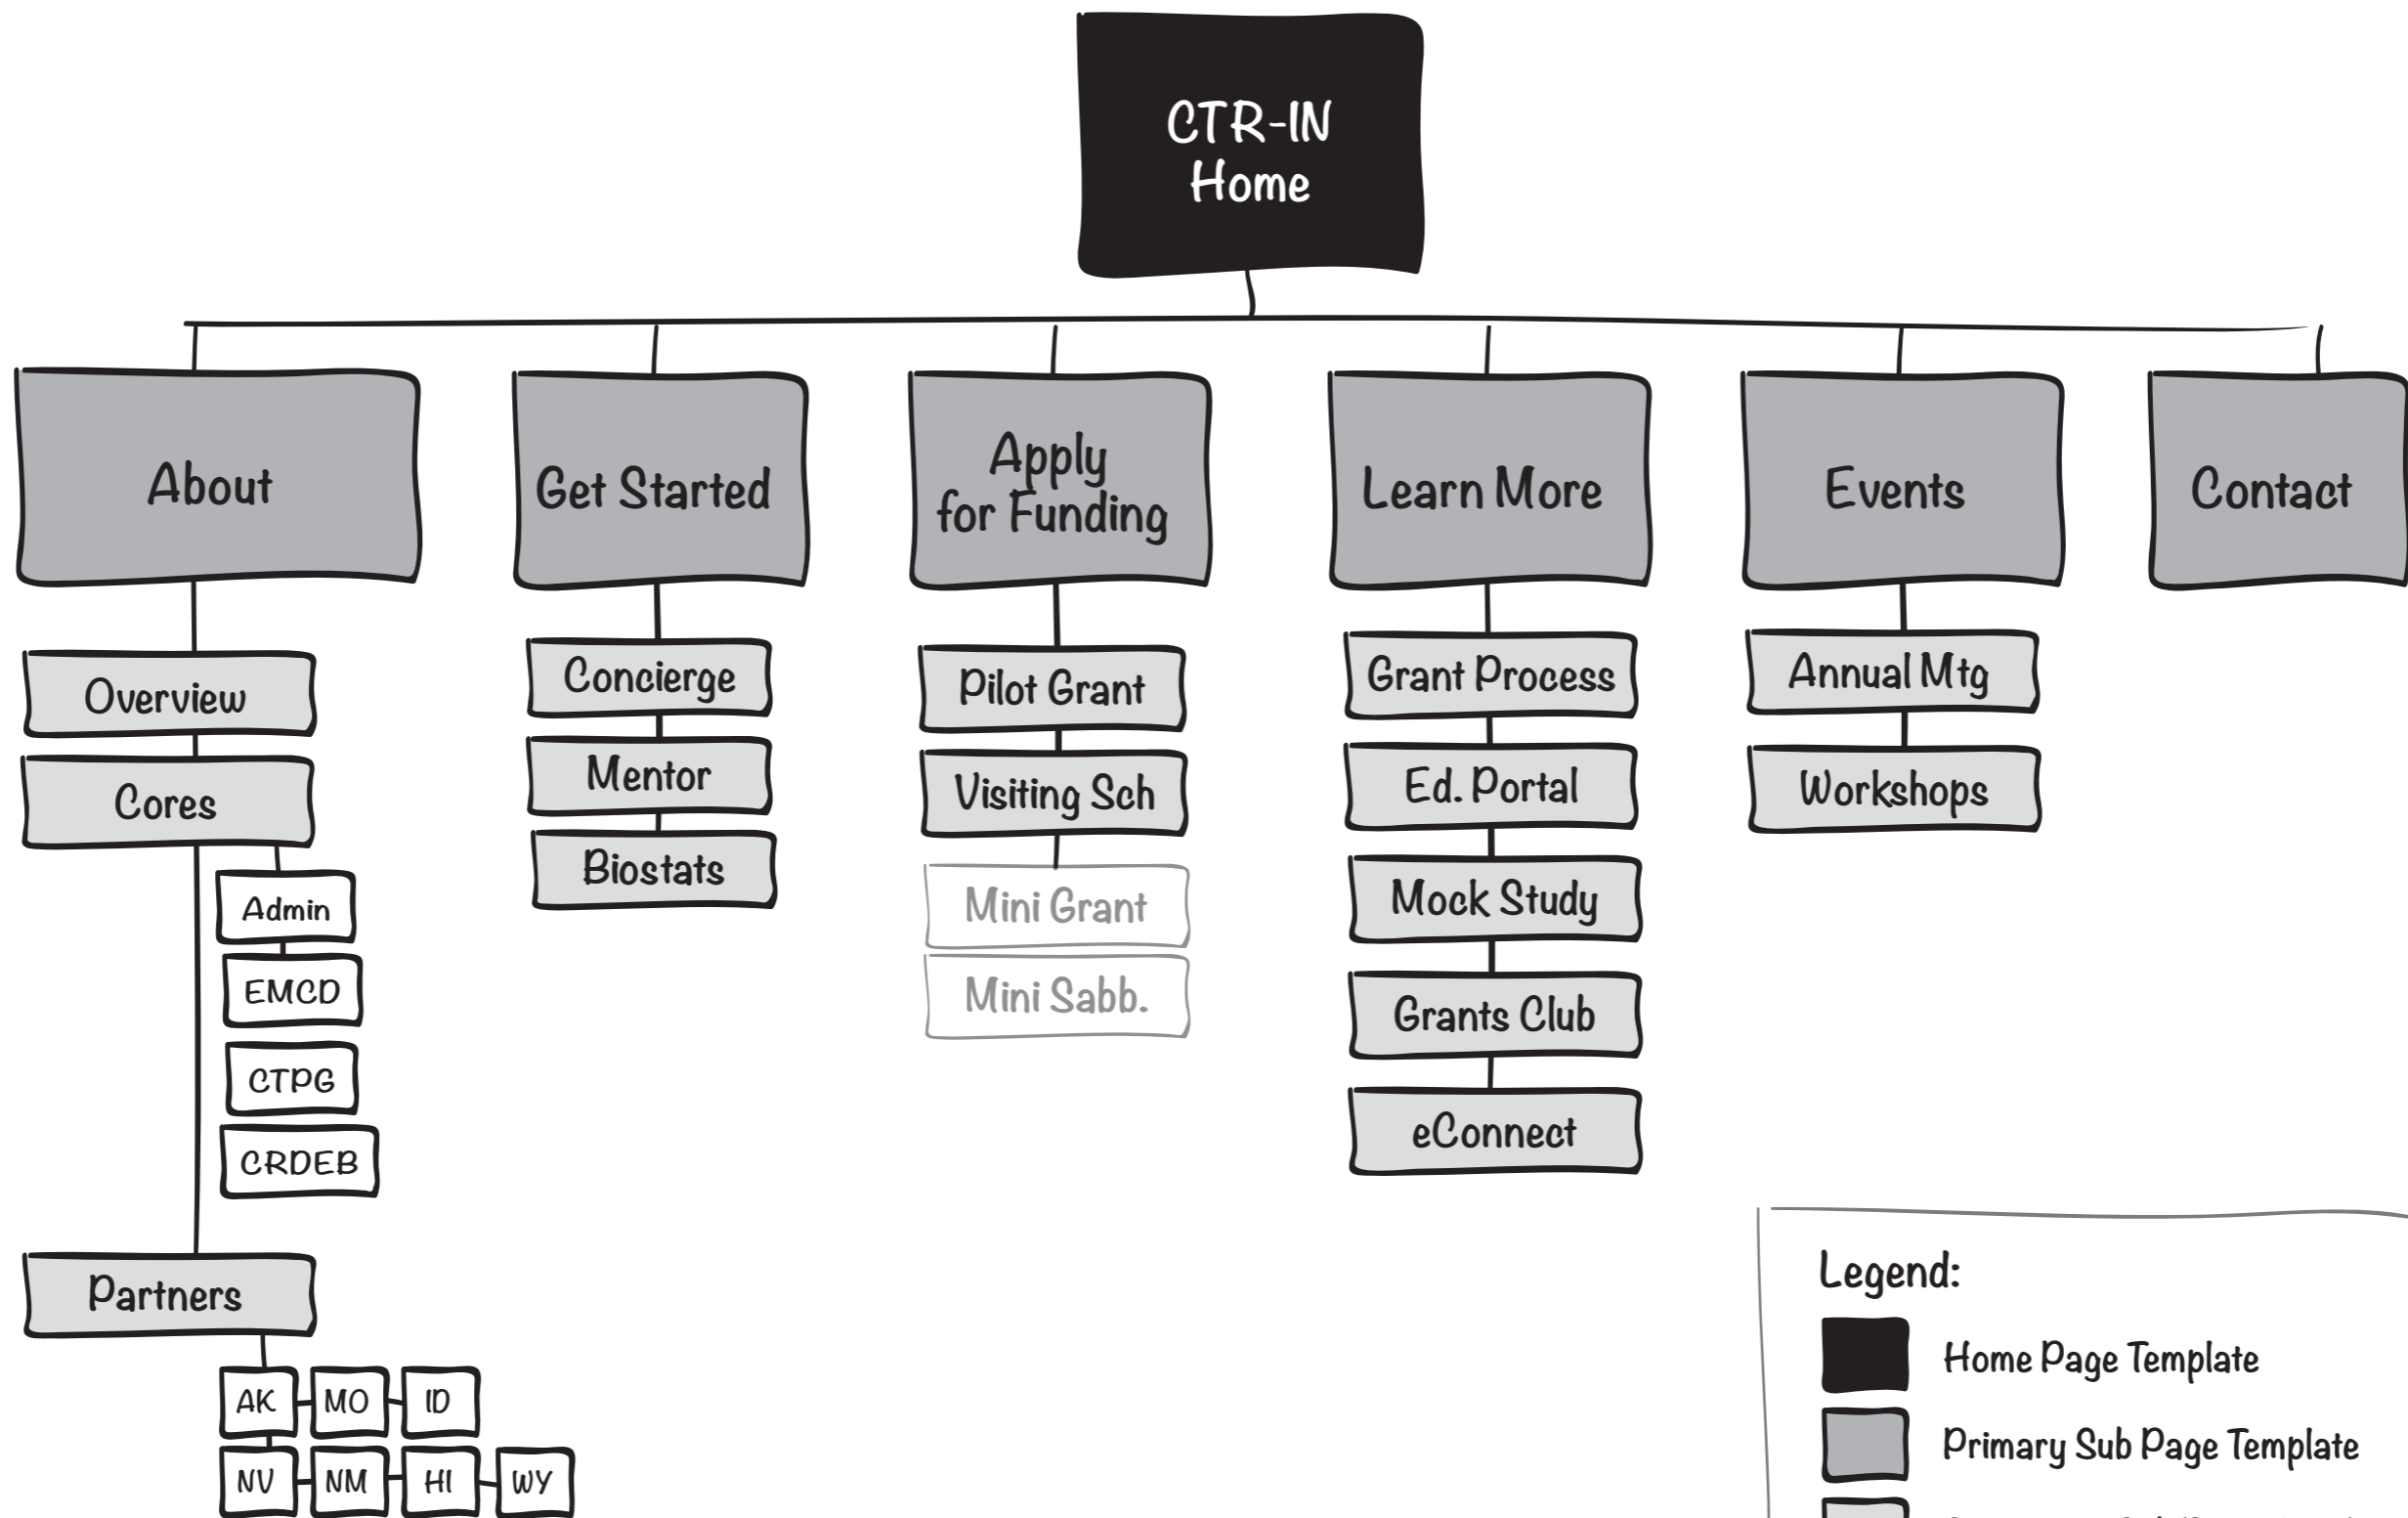 CTR-IN
Home
About
Get Started
Apply
for Funding
Learn More
Events
Contact
Overview
Cores
Admin
EMCD
CTPG
CRDEB
Partners
AK
MO
ID
NV
NM
HI
WY
Concierge
Mentor
Biostats
Pilot Grant
Visiting Sch
Mini Grant
Mini Sabb.
Grant Process
Ed. Portal
Mock Study
Grants Club
eConnect
Annual Mtg
Workshops
Legend:
Home Page Template
Primary Sub Page Template